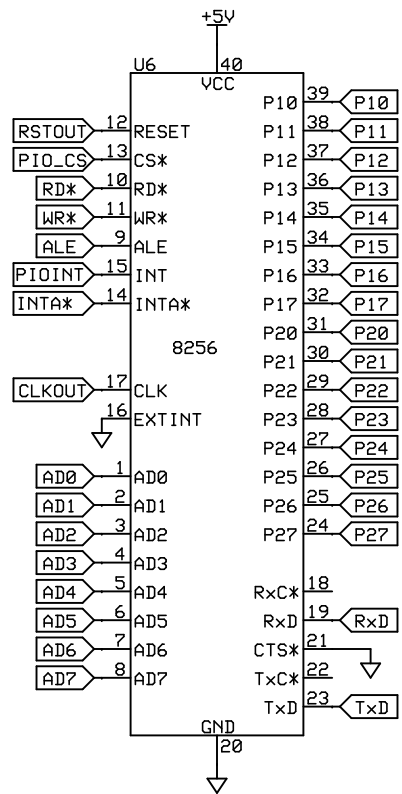 +5V
U6 40
VCC
P10 39 P10
RSTOUT 12 RESET P11 38 P11
PIO_CS 13 CS* P12 37 P12
RD* 10 RD* P13 36 P13
WR* 11 WR* P14 35 P14
ALE 9 ALE P15 34 P15
PIOINT 15 INT P16 33 P16
INTA* 14 INTA* P17 32 P17
P20 31 P20
8256
P21 30 P21
CLKOUT 17 CLK P22 29 P22
16 EXTINT P23 28 P23
P24 27 P24
AD0 1 AD0 P25 26 P25
AD1 2 AD1 P26 25 P26
AD2 3 AD2 P27 24 P27
AD3 4 AD3
AD4 5 AD4 RxC* 18
AD5 6 AD5 RxD 19 RxD
AD6 7 AD6 CTS* 21
AD7 8 AD7 TxC* 22
TxD 23 TxD
GND
20